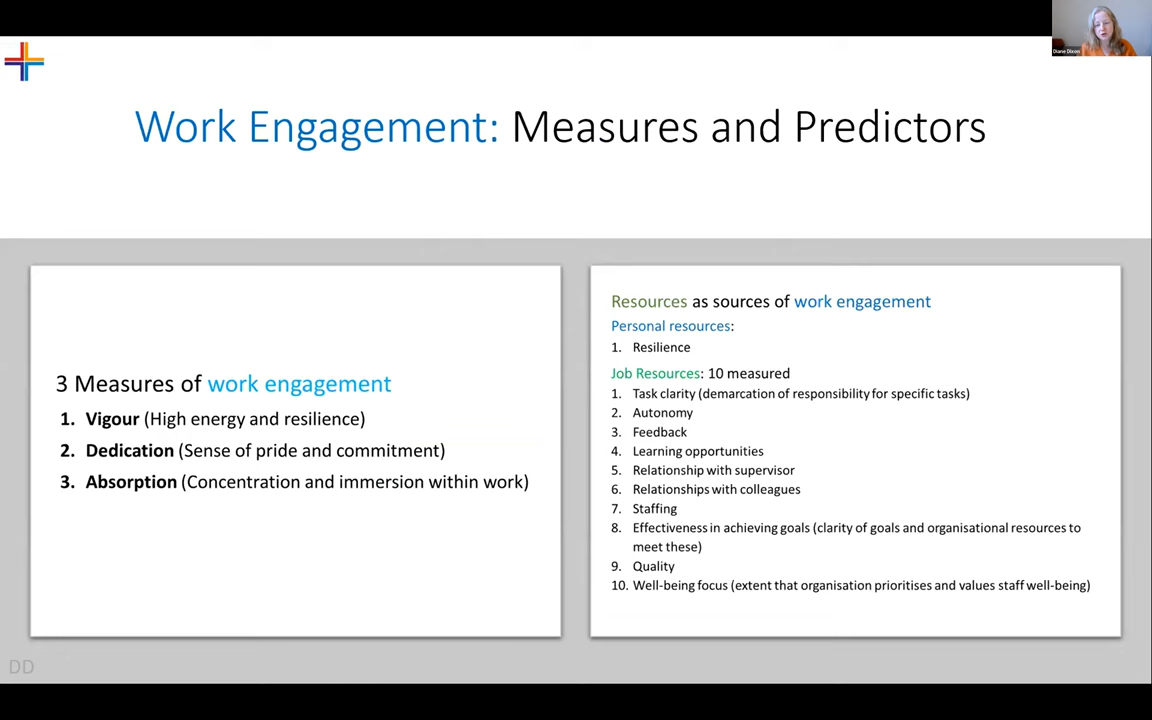 Diane Dixon
Work Engagement: Measures and Predictors
3 Measures of work engagement
1. Vigour (High energy and resilience)
2. Dedication (Sense of pride and commitment)
3. Absorption (Concentration and immersion within work)
Resources as sources of work engagement
Personal resources:
1. Resilience
Job Resources: 10 measured
1. Task clarity (demarcation of responsibility for specific tasks)
2. Autonomy
3. Feedback
4. Learning opportunities
5. Relationship with supervisor
6. Relationships with colleagues
7. Staffing
8. Effectiveness in achieving goals (clarity of goals and organisational resources to
meet these)
9. Quality
10. Well-being focus (extent that organisation prioritises and values staff well-being)
DD